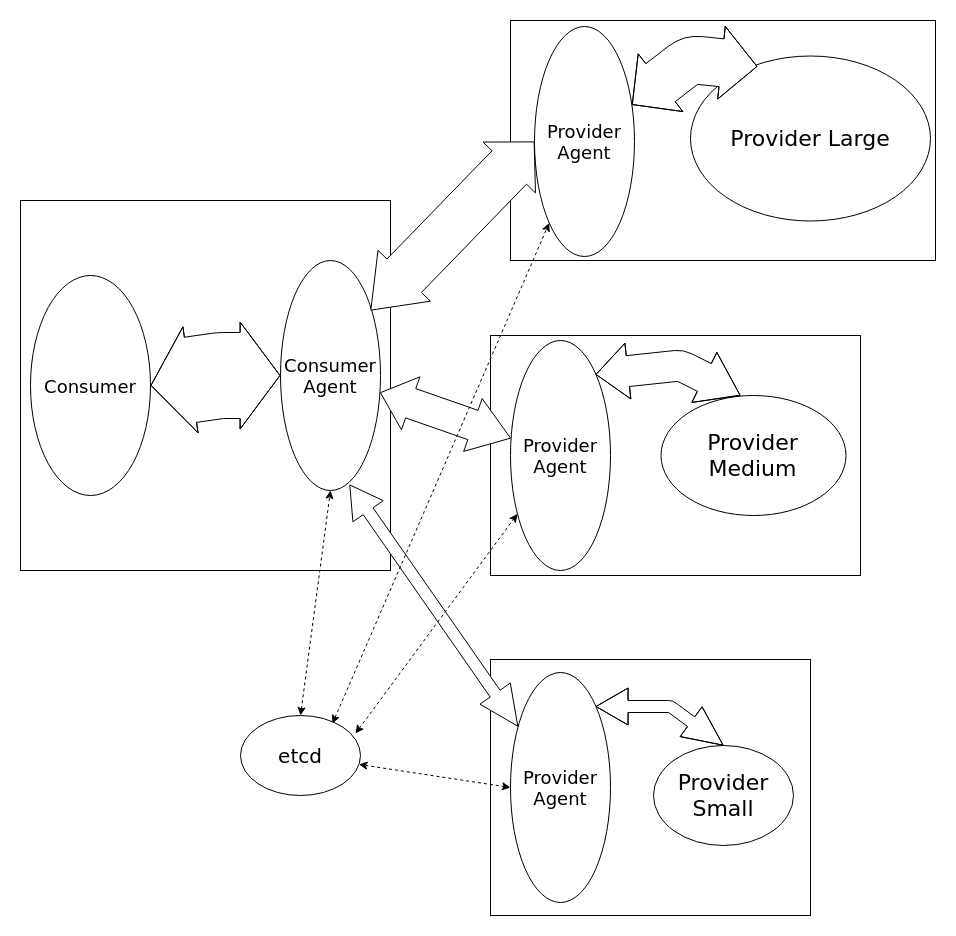 Provider
Agent
Provider Large
Consumer
Consumer
Agent
Provider
Agent
Provider
Medium
etcd
Provider
Agent
Provider
Small